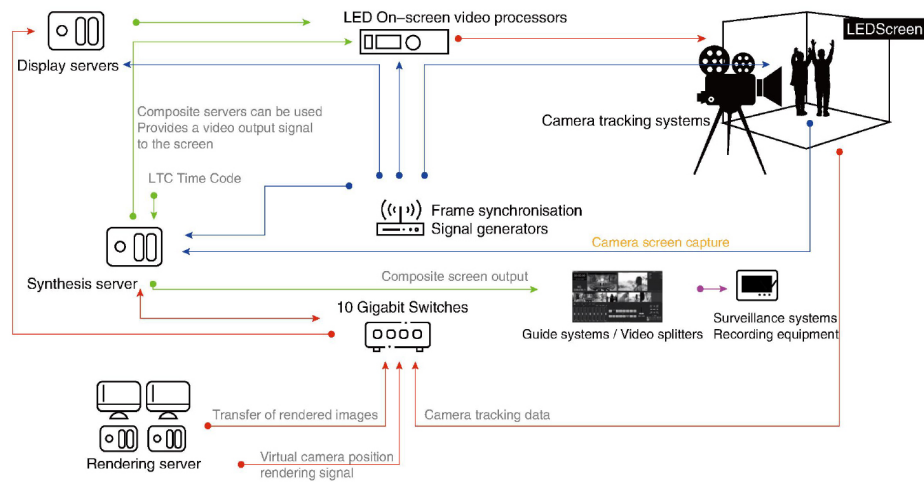 LED On–screen video processors
LEDScreen
Display servers
Composite servers can be used
Provides a video output signal
to the screen
Camera tracking systems
LTC Time Code
Frame synchronisation
Signal generators
Camera screen capture
Synthesis server
Composite screen output
10 Gigabit Switches
Guide systems / Video splitters
Surveillance systems
Recording equipment
Transfer of rendered images
Camera tracking data
Rendering server
Virtual camera position
rendering signal